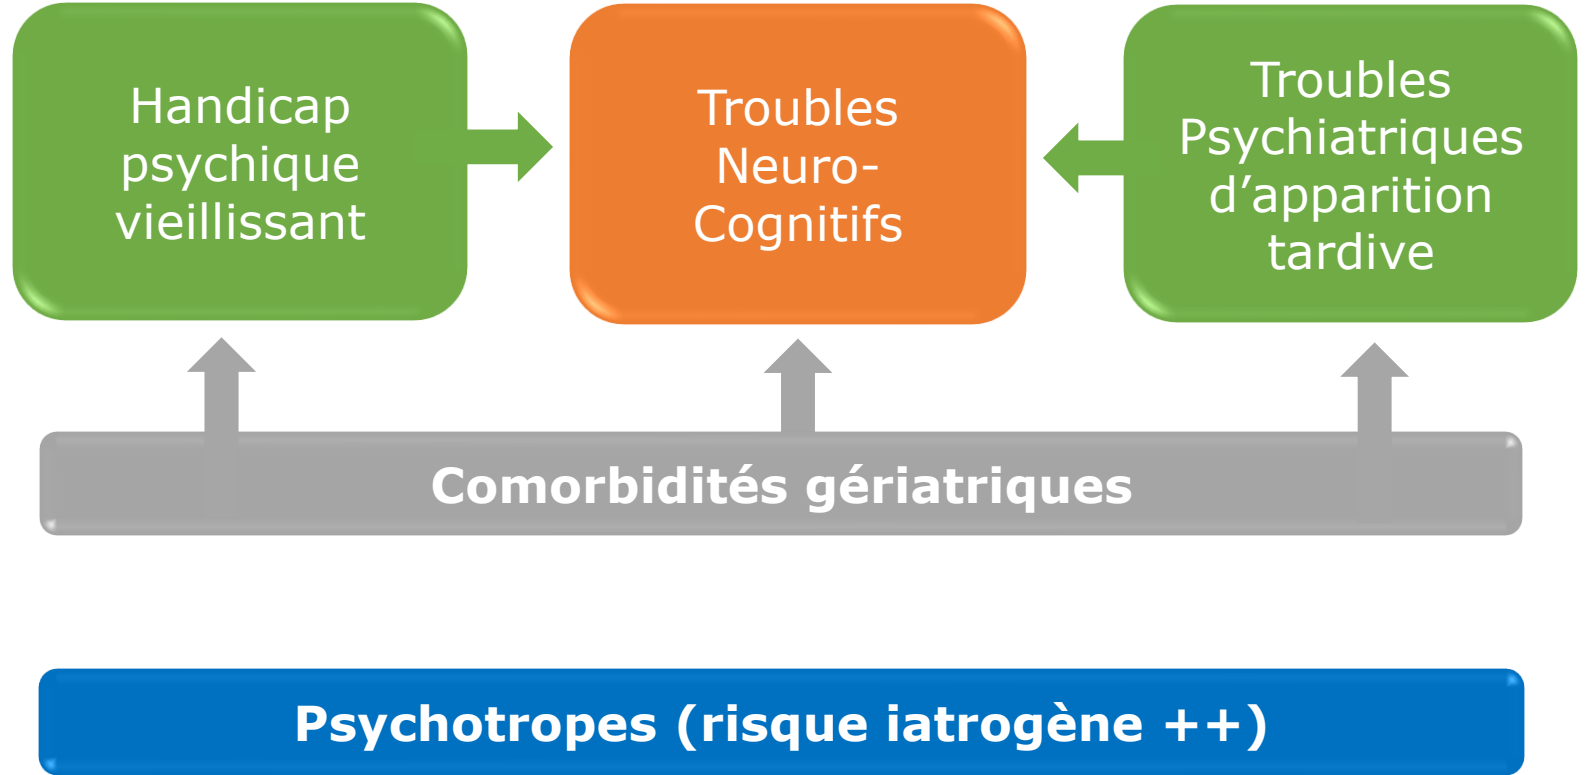 Handicap
psychique
vieillissant
Troubles
Neuro-
Cognitifs
Troubles
Psychiatriques
d’apparition
tardive
Comorbidités gériatriques
Psychotropes (risque iatrogène ++)